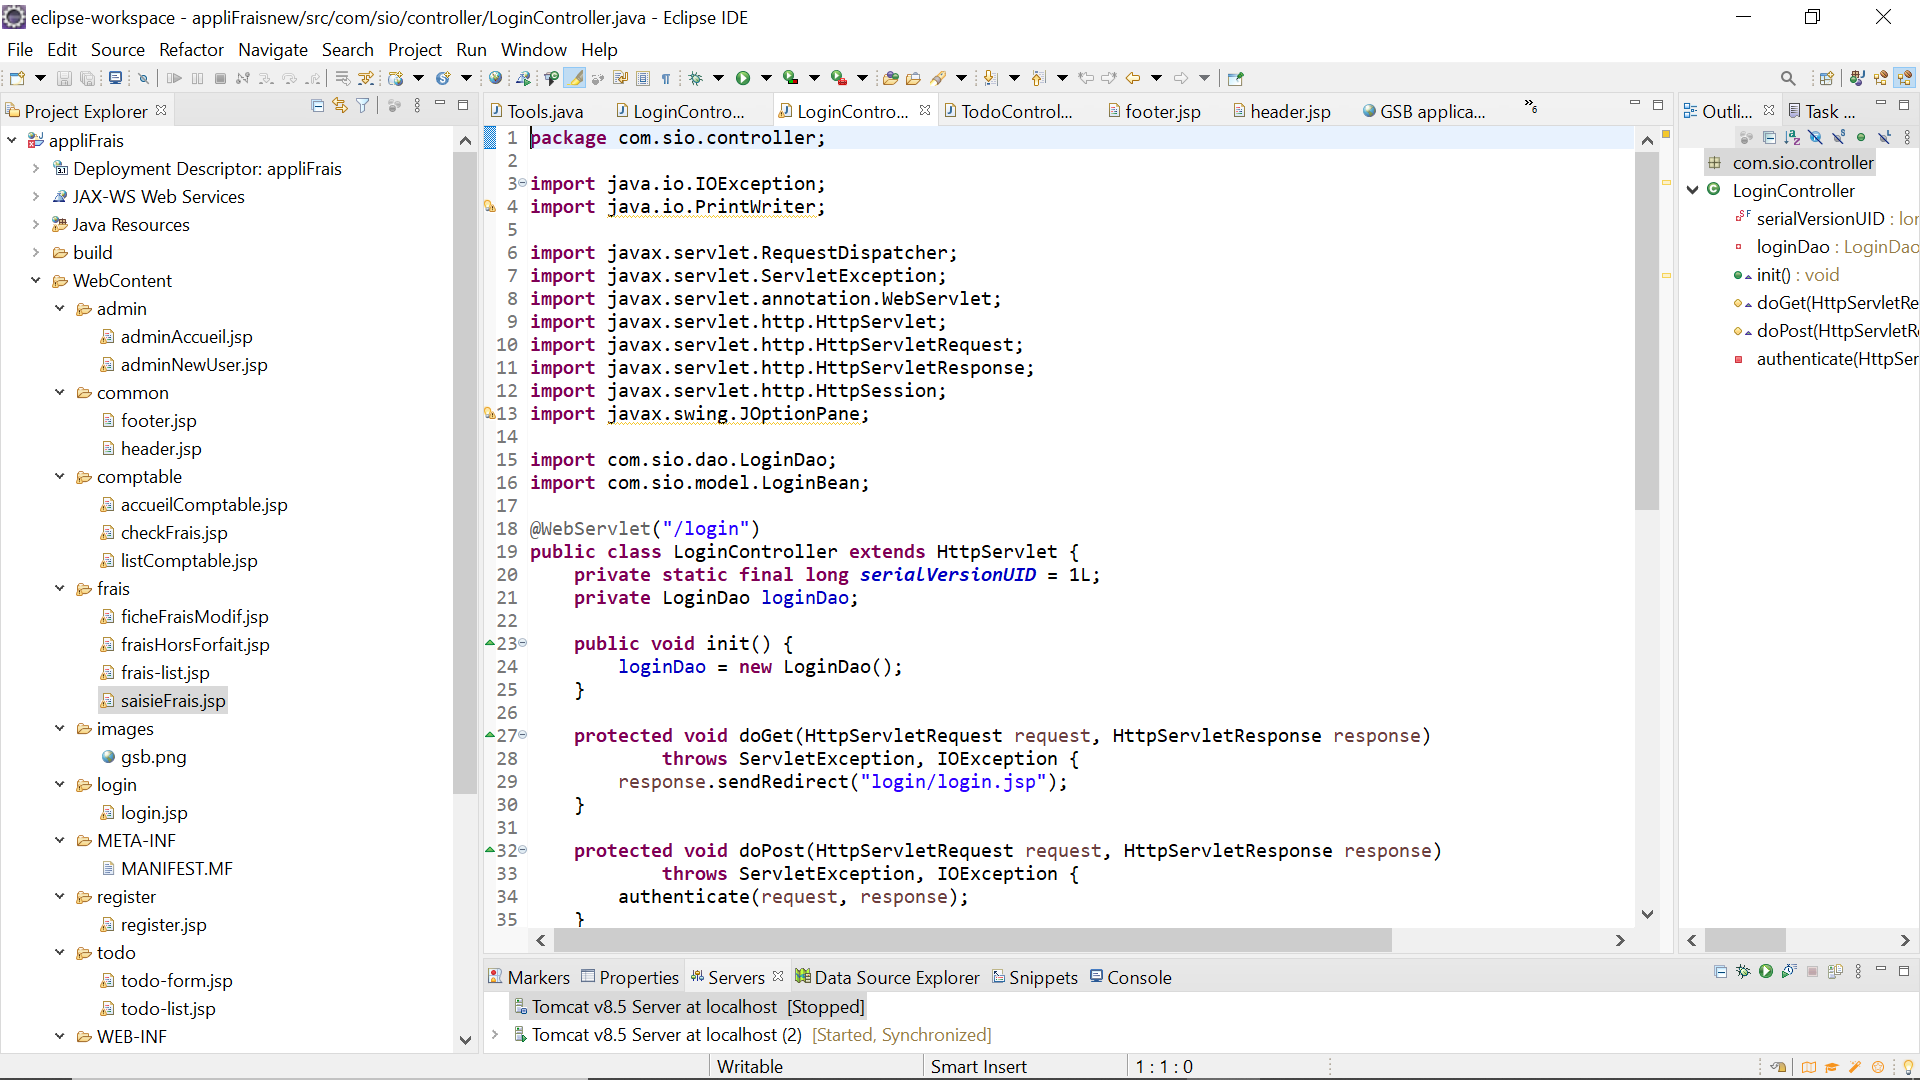 eclipse-workspace - appliFraisnew/src/com/sio/controller/LoginController.java - Eclipse IDE
File Edit Source Refactor Navigate Search Project Run Window Help
Project Explorer
appliFrais
Deployment Descriptor: appliFrais
JAX-WS Web Services
Java Resources
build
WebContent
admin
adminAccueil.jsp
adminNewUser.jsp
common
footer.jsp
header.jsp
comptable
accueilComptable.jsp
checkFrais.jsp
listComptable.jsp
frais
ficheFraisModif.jsp
fraisHorsForfait.jsp
frais-list.jsp
saisieFrais.jsp
images
gsb.png
login
login.jsp
META-INF
MANIFEST.MF
register
register.jsp
todo
todo-form.jsp
todo-list.jsp
WEB-INF
Tools.java LoginContro... LoginContro... TodoControl... footer.jsp header.jsp GSB applica... »6
1 package com.sio.controller;
2
3 import java.io.IOException;
4 import java.io.PrintWriter;
5
6 import javax.servlet.RequestDispatcher;
7 import javax.servlet.ServletException;
8 import javax.servlet.annotation.WebServlet;
9 import javax.servlet.http.HttpServlet;
10 import javax.servlet.http.HttpServletRequest;
11 import javax.servlet.http.HttpServletResponse;
12 import javax.servlet.http.HttpSession;
13 import javax.swing.JOptionPane;
14
15 import com.sio.dao.LoginDao;
16 import com.sio.model.LoginBean;
17
18 @WebServlet("/login")
19 public class LoginController extends HttpServlet {
20 private static final long serialVersionUID = 1L;
21 private LoginDao loginDao;
22
23 public void init() {
24 loginDao = new LoginDao();
25 }
26
27 protected void doGet(HttpServletRequest request, HttpServletResponse response)
28 throws ServletException, IOException {
29 response.sendRedirect("login/login.jsp");
30 }
31
32 protected void doPost(HttpServletRequest request, HttpServletResponse response)
33 throws ServletException, IOException {
34 authenticate(request, response);
35 }
Outli... Task ...
com.sio.controller
LoginController
serialVersionUID : lor
loginDao : LoginDao
init() : void
doGet(HttpServletRe
doPost(HttpServletR
authenticate(HttpSer
Markers Properties Servers Data Source Explorer Snippets Console
Tomcat v8.5 Server at localhost [Stopped]
Tomcat v8.5 Server at localhost (2) [Started, Synchronized]
Writable Smart Insert 1 : 1 : 0